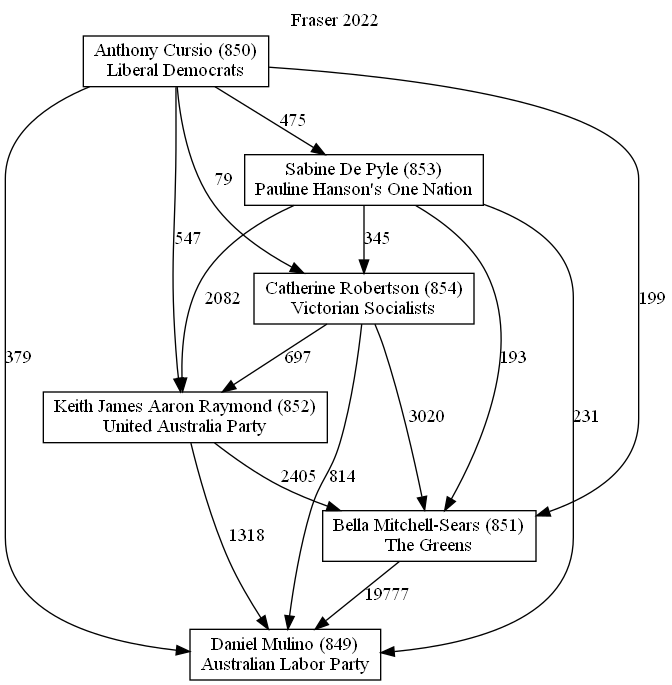 Fraser 2022
Anthony Cursio (850)
Liberal Democrats
475
Sabine De Pyle (853)
Pauline Hanson's One Nation
79
547
2082
345
Catherine Robertson (854)
Victorian Socialists
199
379
697
193
Keith James Aaron Raymond (852)
United Australia Party
3020
231
2405
814
1318
Bella Mitchell-Sears (851)
The Greens
19777
Daniel Mulino (849)
Australian Labor Party